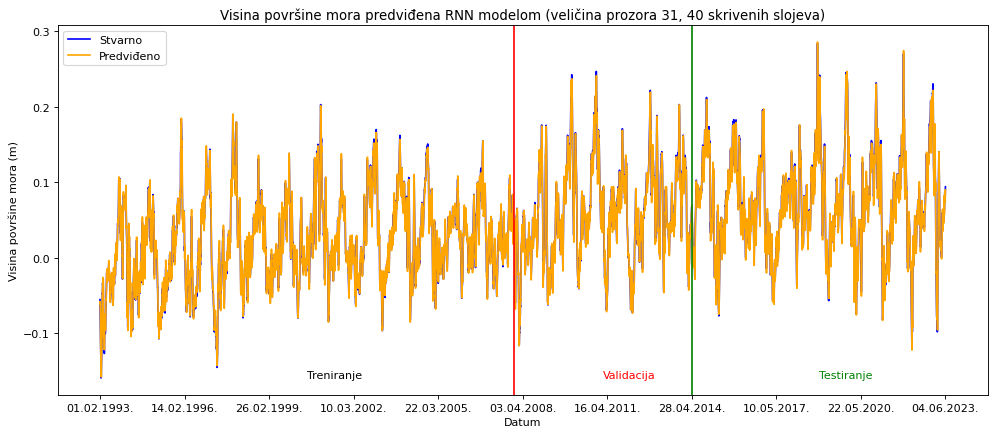 Visina površine mora predviđena RNN modelom (veličina prozora 31, 40 skrivenih slojeva)
Stvarno
Predviđeno
Visina površine mora (m)
0.3
0.2
0.1
0.0
−0.1
Treniranje
Validacija
Testiranje
01.02.1993.
14.02.1996.
26.02.1999.
10.03.2002.
22.03.2005.
03.04.2008.
16.04.2011.
28.04.2014.
10.05.2017.
22.05.2020.
04.06.2023.
Datum